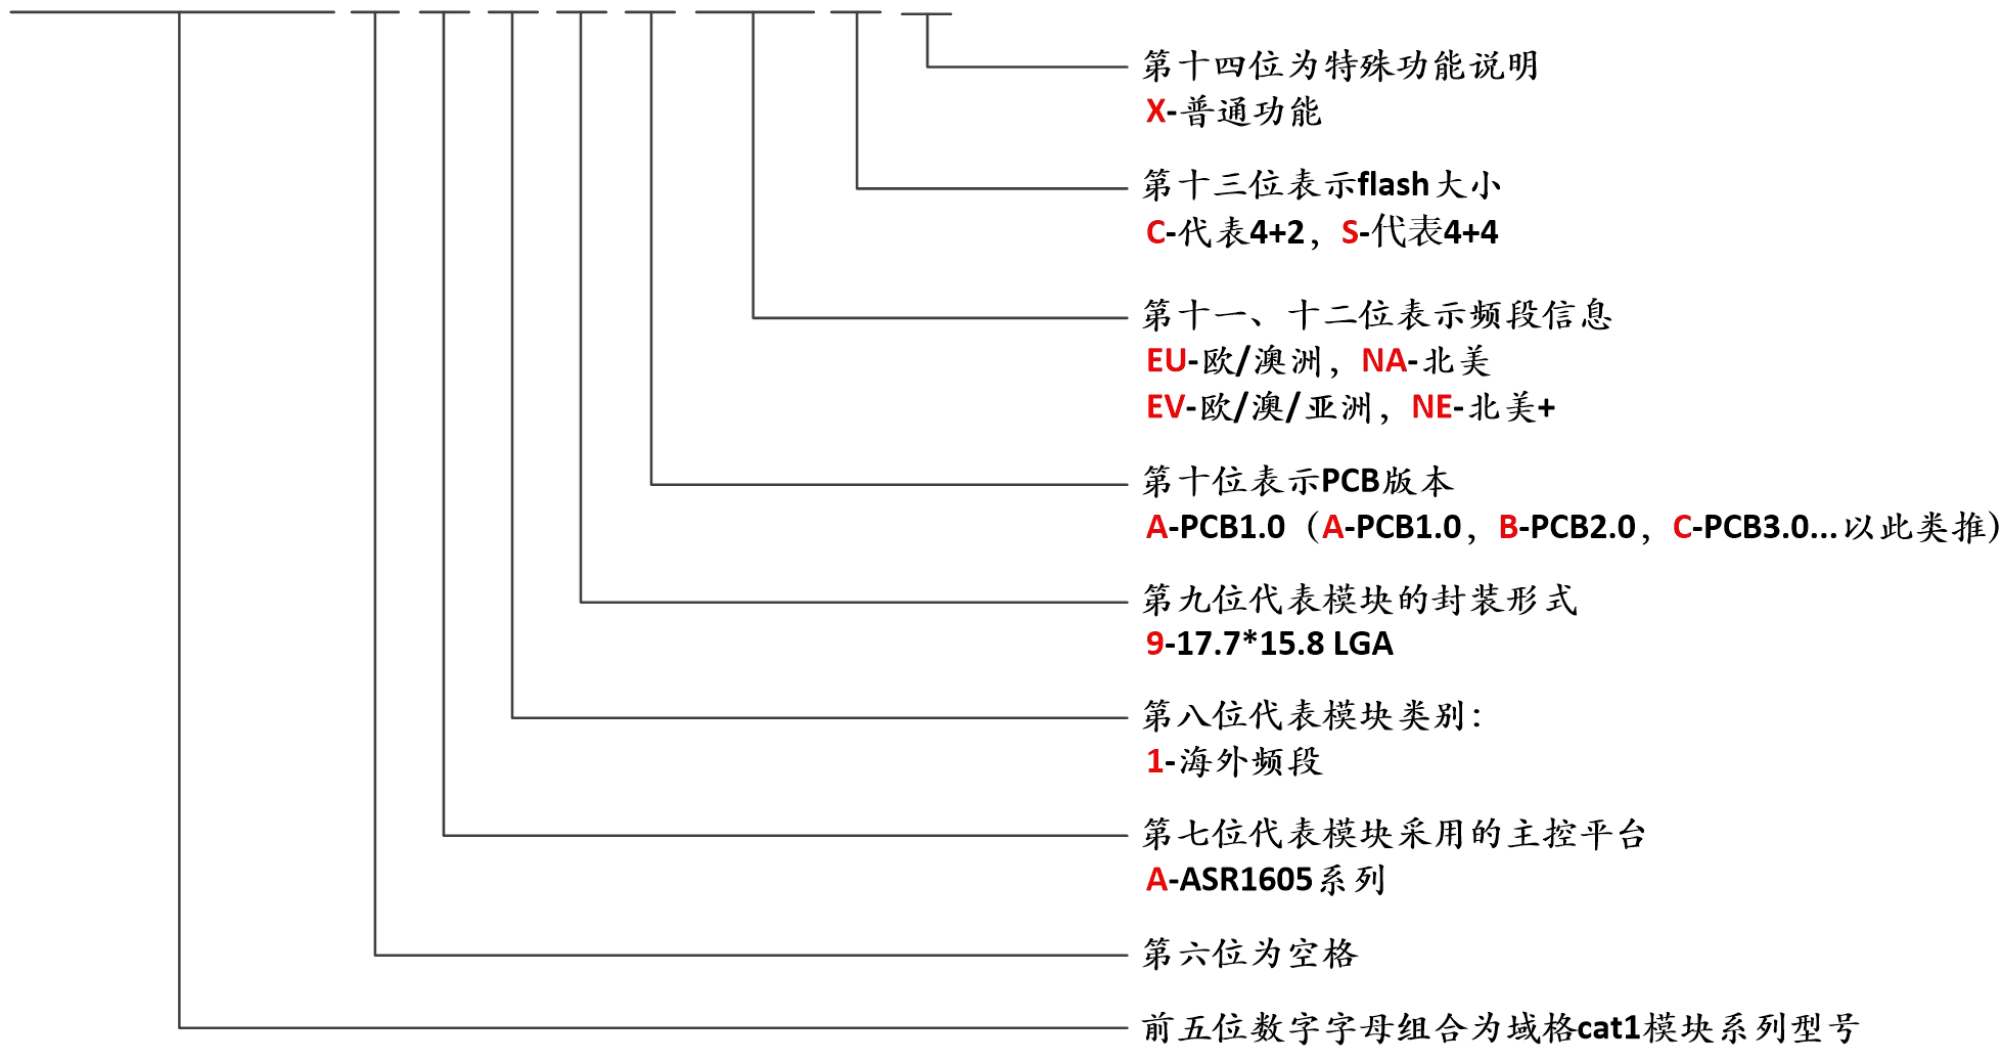 第十四位为特殊功能说明
X-普通功能
第十三位表示flash大小
C-代表4+2，S-代表4+4
第十一、十二位表示频段信息
EU-欧/澳洲，NA-北美
EV-欧/澳/亚洲，NE-北美+
第十位表示PCB版本
A-PCB1.0（A-PCB1.0，B-PCB2.0，C-PCB3.0...以此类推）
第九位代表模块的封装形式
9-17.7*15.8 LGA
第八位代表模块类别：
1-海外频段
第七位代表模块采用的主控平台
A-ASR1605系列
第六位为空格
前五位数字字母组合为域格cat1模块系列型号